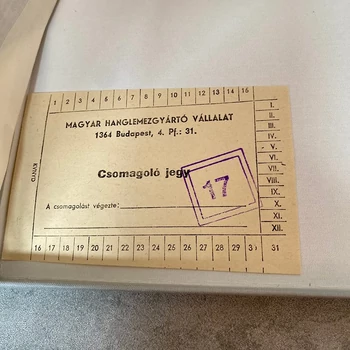 1 2 3 4 5 6 7 8 9 10 11 12 13 14 15
MAGYAR HANGLEMEZGYÁRTÓ VÁLLALAT
1364 Budapest, 4. Pf.: 31.
Csomagoló jegy
17
A csomagolást végezte:
I.
II.
III.
IV.
V.
VI.
VII.
VIII.
IX.
X.
XI.
XII.
16 17 18 19 20 21 22 23 24 25 26 27 28 29 30 31